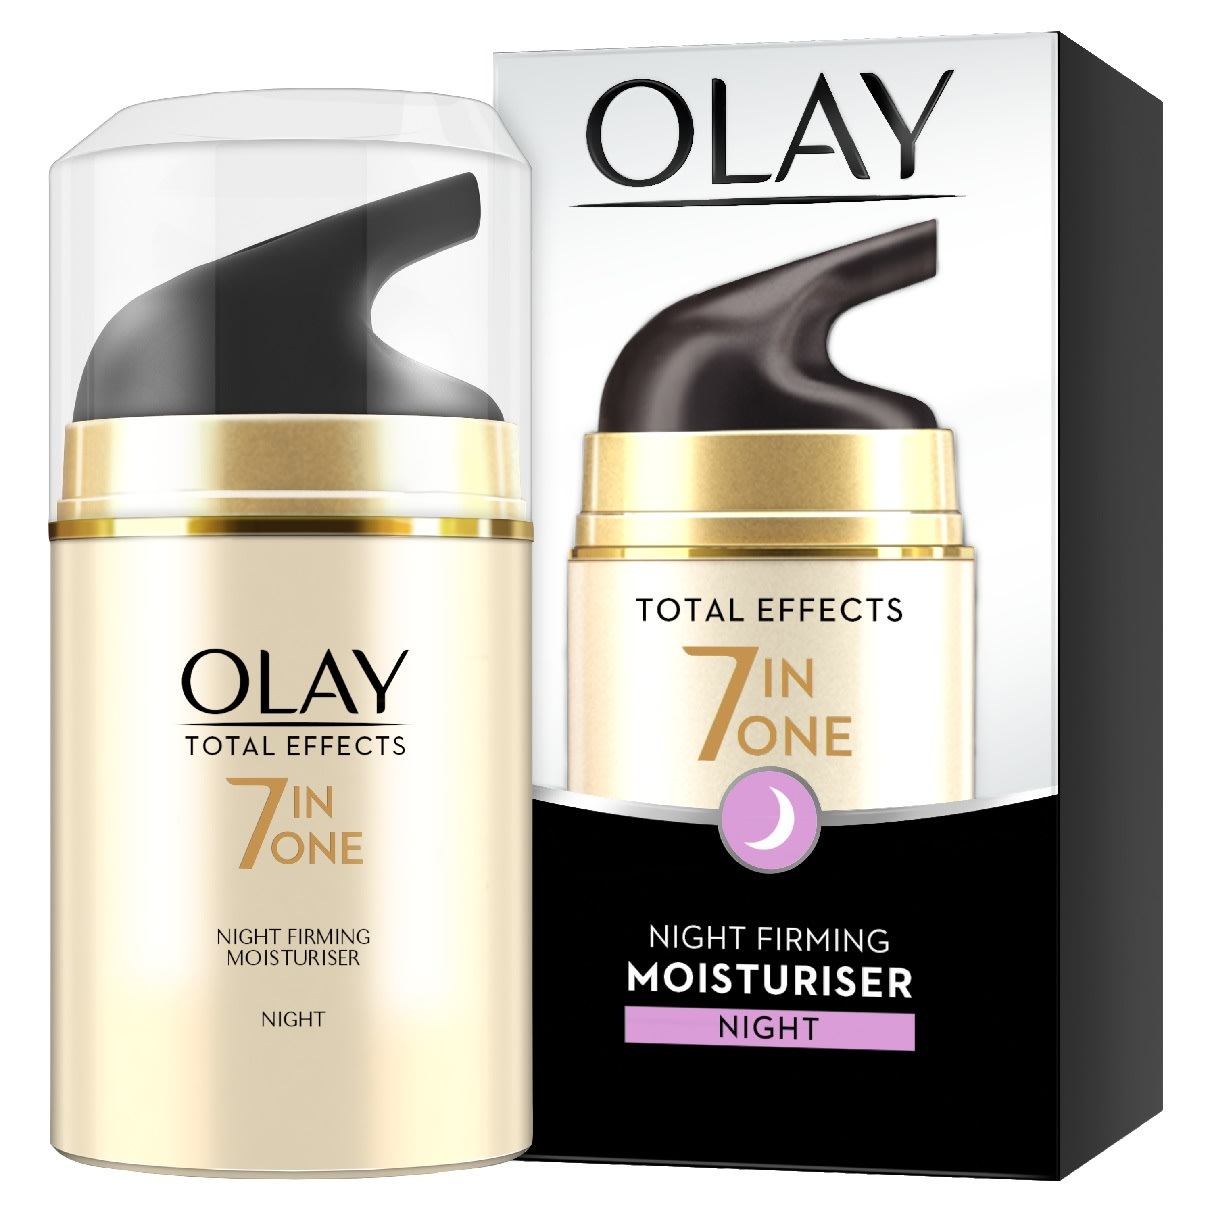 OLAY
TOTAL EFFECTS
7 IN
ONE
NIGHT FIRMING
MOISTURISER
NIGHT
OLAY
TOTAL EFFECTS
7 IN
ONE
NIGHT FIRMING
MOISTURISER
NIGHT